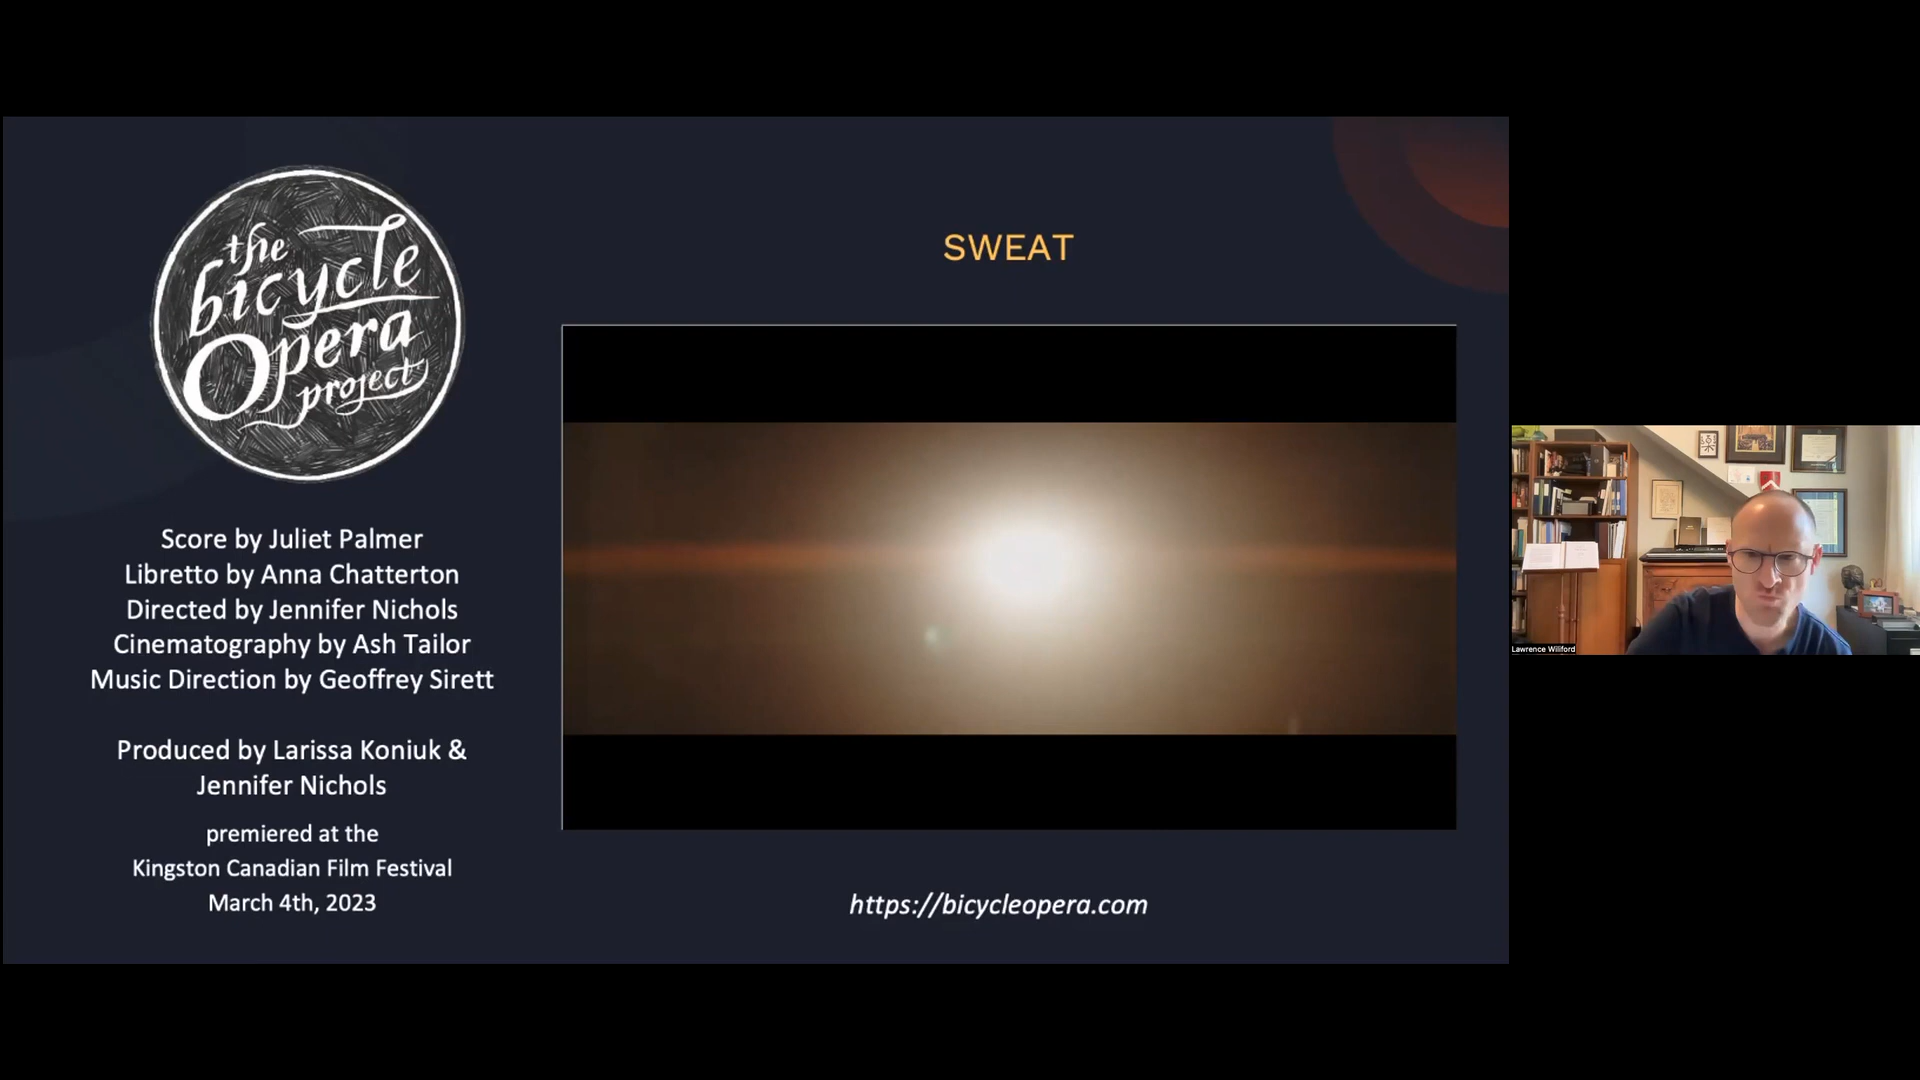 the
bicycle
Opera
project
SWEAT
Score by Juliet Palmer
Libretto by Anna Chatterton
Directed by Jennifer Nichols
Cinematography by Ash Tailor
Music Direction by Geoffrey Sirett
Produced by Larissa Koniuk &
Jennifer Nichols
premiered at the
Kingston Canadian Film Festival
March 4th, 2023
https://bicycleopera.com
Lawrence Wiliford